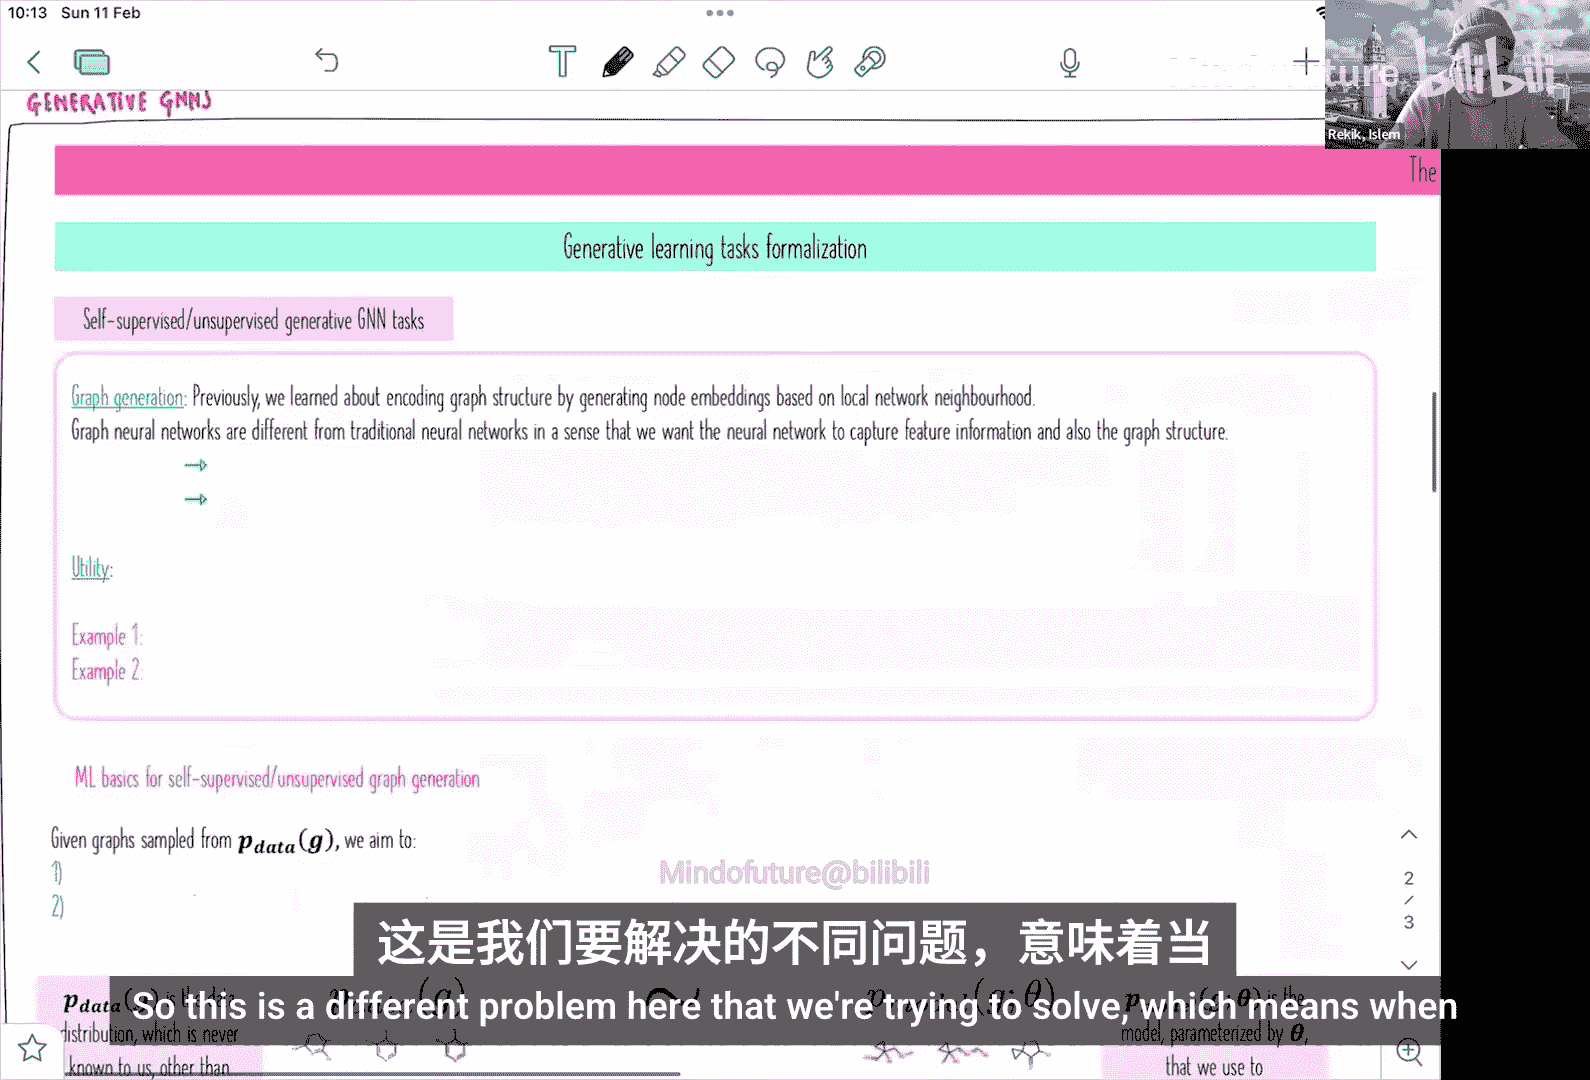 10:13 Sun 11 Feb
GENERATIVE GNNS
ture bilibili
Rekik, Islem
The
Generative learning tasks formalization
Self-supervised/unsupervised generative GNN tasks
Graph generation: Previously, we learned about encoding graph structure by generating node embeddings based on local network neighbourhood.
Graph neural networks are different from traditional neural networks in a sense that we want the neural network to capture feature information and also the graph structure.
→
→
Utility:
Example 1:
Example 2:
ML basics for self-supervised/unsupervised graph generation
Given graphs sampled from p_data(g), we aim to:
1)
2)
Mindofuture@bilibili
2
/
3
这是我们要解决的不同问题，意味着当
So this is a different problem here that we're trying to solve, which means when
distribution, which is never
known to us, other than
model, parameterized by θ,
that we use to